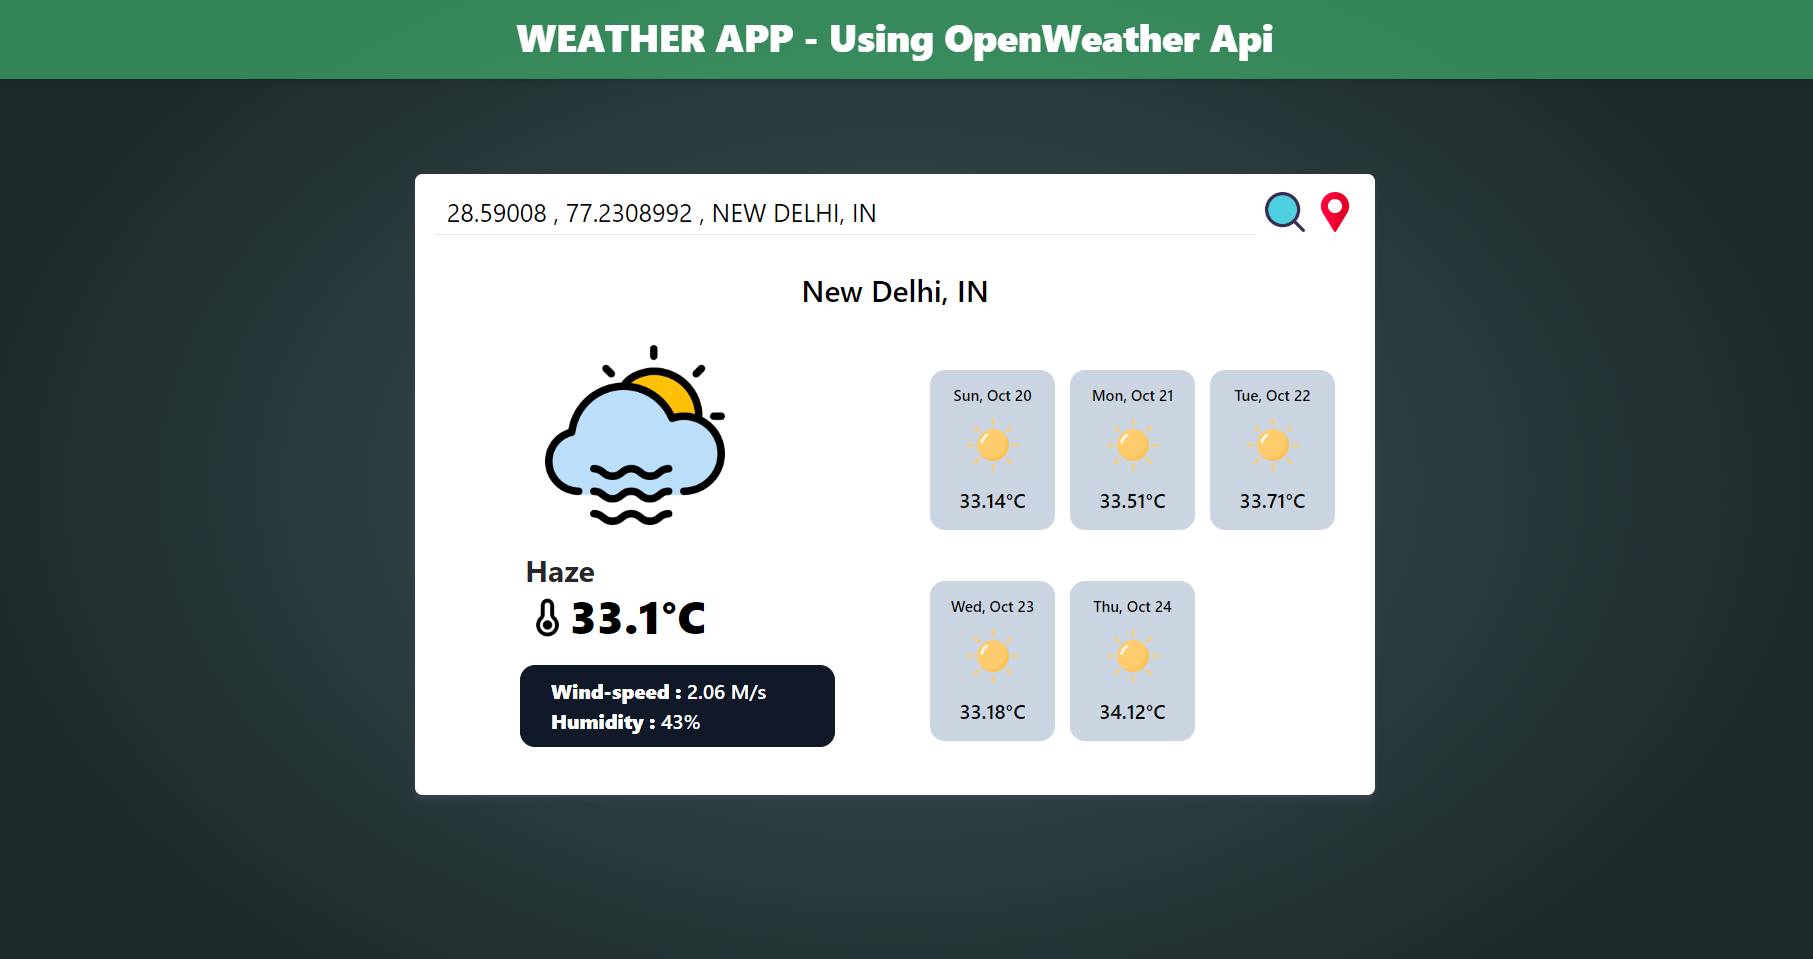 WEATHER APP - Using OpenWeather Api
28.59008 , 77.2308992 , NEW DELHI, IN
New Delhi, IN
Haze
33.1°C
Wind-speed : 2.06 M/s
Humidity : 43%
Sun, Oct 20
33.14°C
Mon, Oct 21
33.51°C
Tue, Oct 22
33.71°C
Wed, Oct 23
33.18°C
Thu, Oct 24
34.12°C